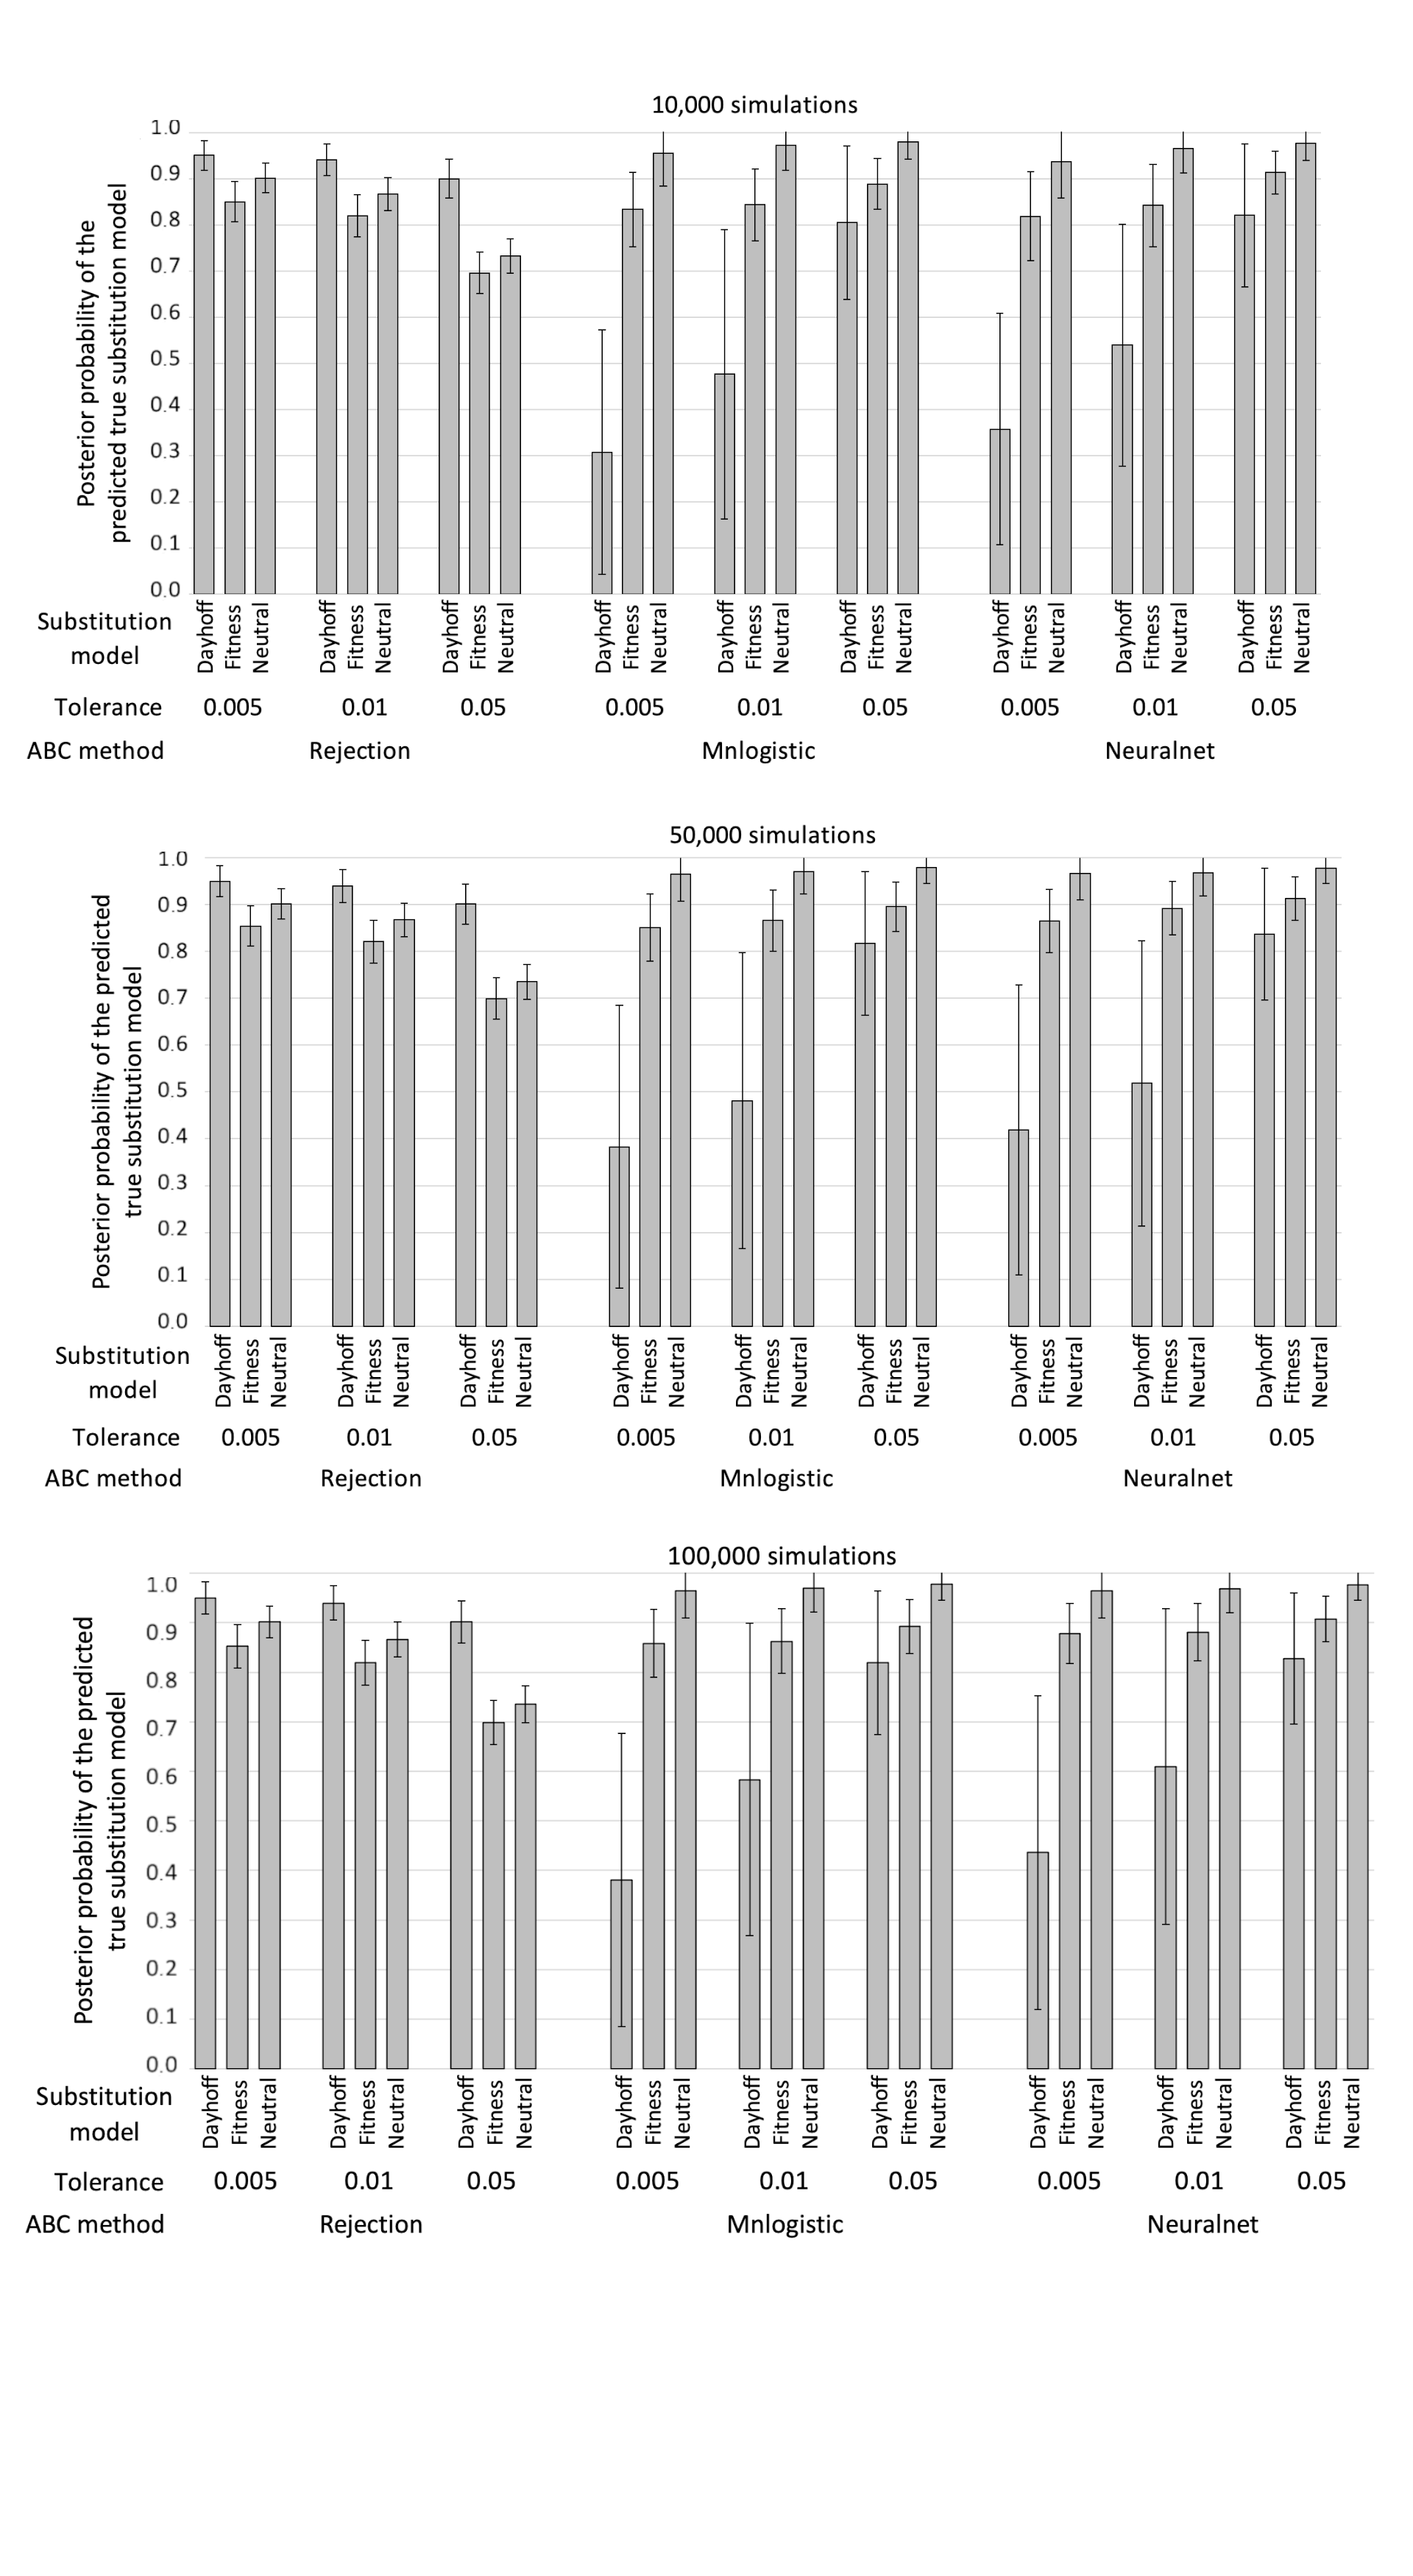 10,000 simulations
Posterior probability of the
predicted true substitution model
1.0
0.9
0.8
0.7
0.6
0.5
0.4
0.3
0.2
0.1
0.0
Substitution
model
Dayhoff Fitness Neutral Dayhoff Fitness Neutral Dayhoff Fitness Neutral Dayhoff Fitness Neutral Dayhoff Fitness Neutral Dayhoff Fitness Neutral Dayhoff Fitness Neutral Dayhoff Fitness Neutral Dayhoff Fitness Neutral
Tolerance 0.005 0.01 0.05 0.005 0.01 0.05 0.005 0.01 0.05
ABC method Rejection Mnlogistic Neuralnet
50,000 simulations
Posterior probability of the predicted
true substitution model
1.0
0.9
0.8
0.7
0.6
0.5
0.4
0.3
0.2
0.1
0.0
Substitution
model
Dayhoff Fitness Neutral Dayhoff Fitness Neutral Dayhoff Fitness Neutral Dayhoff Fitness Neutral Dayhoff Fitness Neutral Dayhoff Fitness Neutral Dayhoff Fitness Neutral Dayhoff Fitness Neutral Dayhoff Fitness Neutral
Tolerance 0.005 0.01 0.05 0.005 0.01 0.05 0.005 0.01 0.05
ABC method Rejection Mnlogistic Neuralnet
100,000 simulations
Posterior probability of the predicted
true substitution model
1.0
0.9
0.8
0.7
0.6
0.5
0.4
0.3
0.2
0.1
0.0
Substitution
model
Dayhoff Fitness Neutral Dayhoff Fitness Neutral Dayhoff Fitness Neutral Dayhoff Fitness Neutral Dayhoff Fitness Neutral Dayhoff Fitness Neutral Dayhoff Fitness Neutral Dayhoff Fitness Neutral Dayhoff Fitness Neutral
Tolerance 0.005 0.01 0.05 0.005 0.01 0.05 0.005 0.01 0.05
ABC method Rejection Mnlogistic Neuralnet